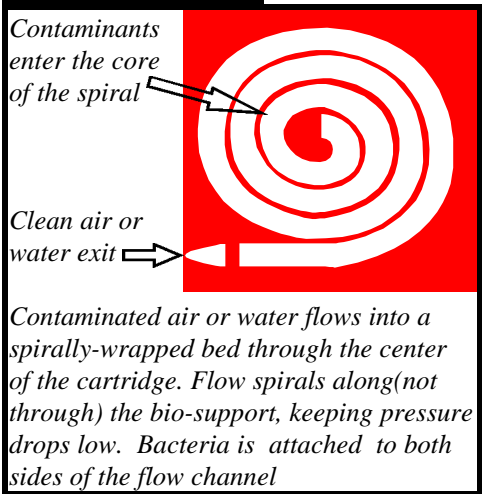 Contaminants
enter the core
of the spiral
Clean air or
water exit
Contaminated air or water flows into a
spirally-wrapped bed through the center
of the cartridge. Flow spirals along(not
through) the bio-support, keeping pressure
drops low. Bacteria is attached to both
sides of the flow channel